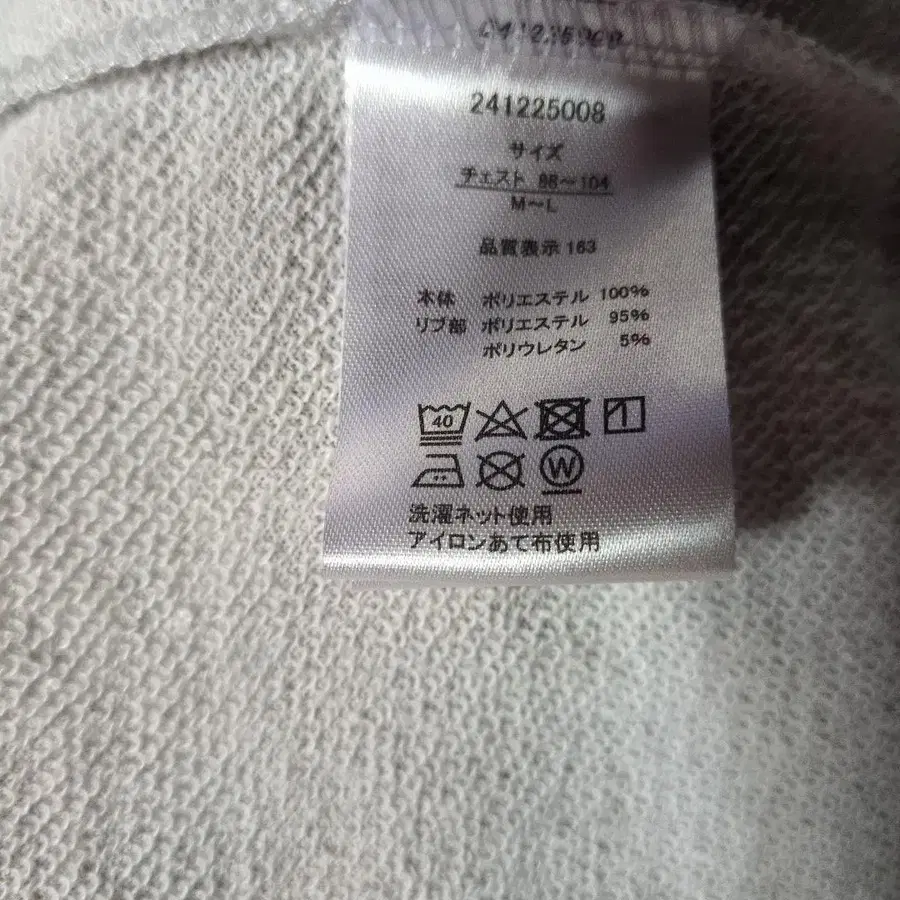 241225008
サイズ
チェスト 88～104
M～L
品質表示 163
本体 ポリエステル 100%
リブ部 ポリエステル 95%
ポリウレタン 5%
40
W
洗濯ネット使用
アイロンあて布使用